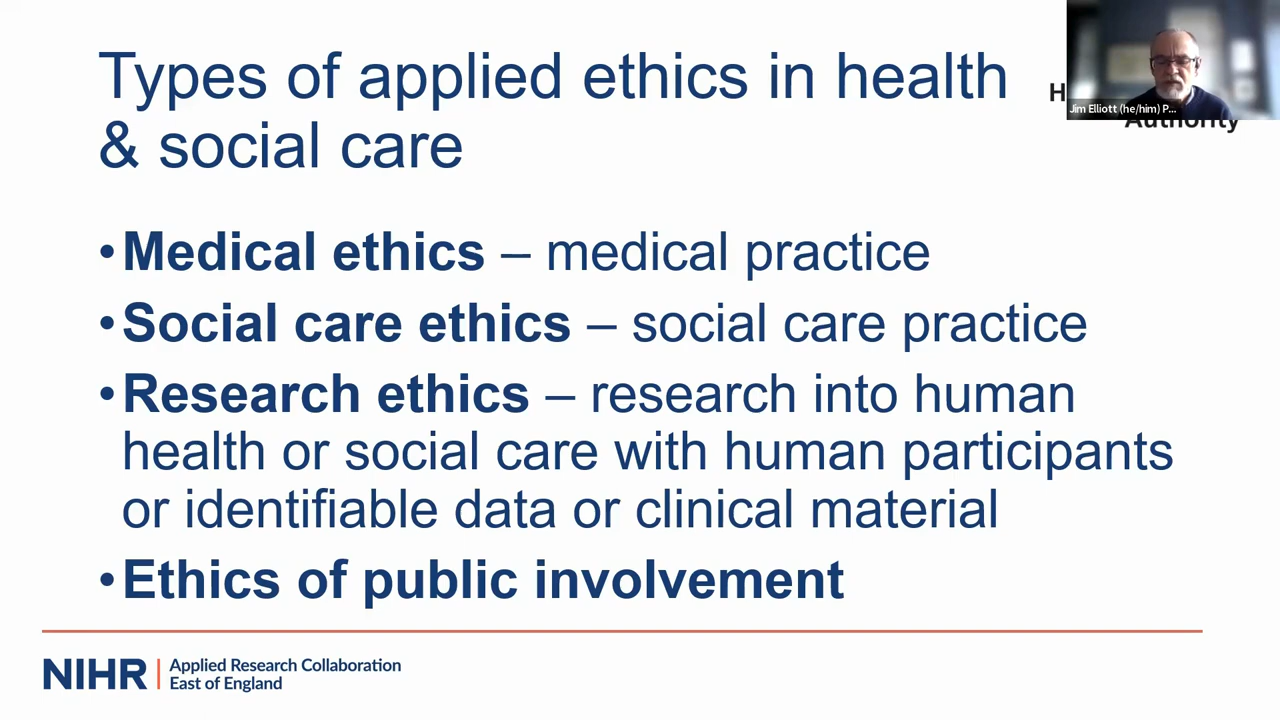 Types of applied ethics in health
& social care
H
Authority
Jim Elliott (he/him) P...
•Medical ethics – medical practice
•Social care ethics – social care practice
•Research ethics – research into human
health or social care with human participants
or identifiable data or clinical material
•Ethics of public involvement
NIHR | Applied Research Collaboration
East of England